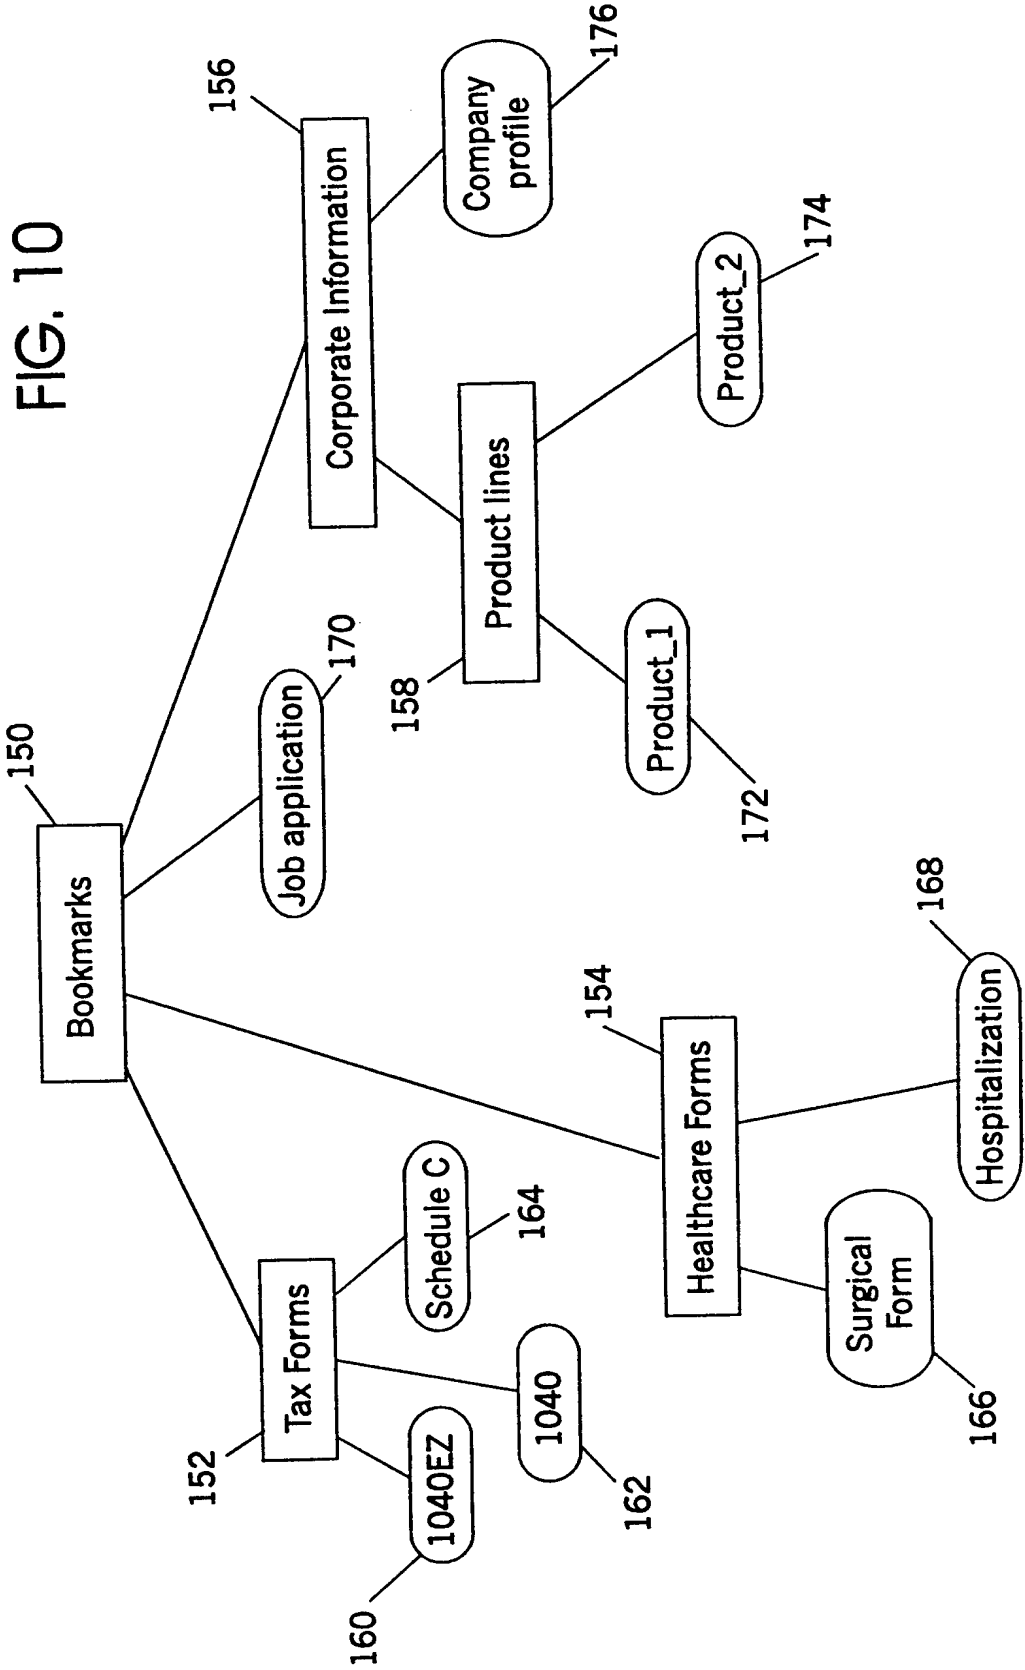 FIG. 10
150
Bookmarks
156
Corporate Information
152
Tax Forms
170
Job application
176
Company
profile
158
Product lines
160
1040EZ
Schedule C
164
1040
162
172
Product_1
Product_2
174
154
Healthcare Forms
Surgical
Form
166
168
Hospitalization